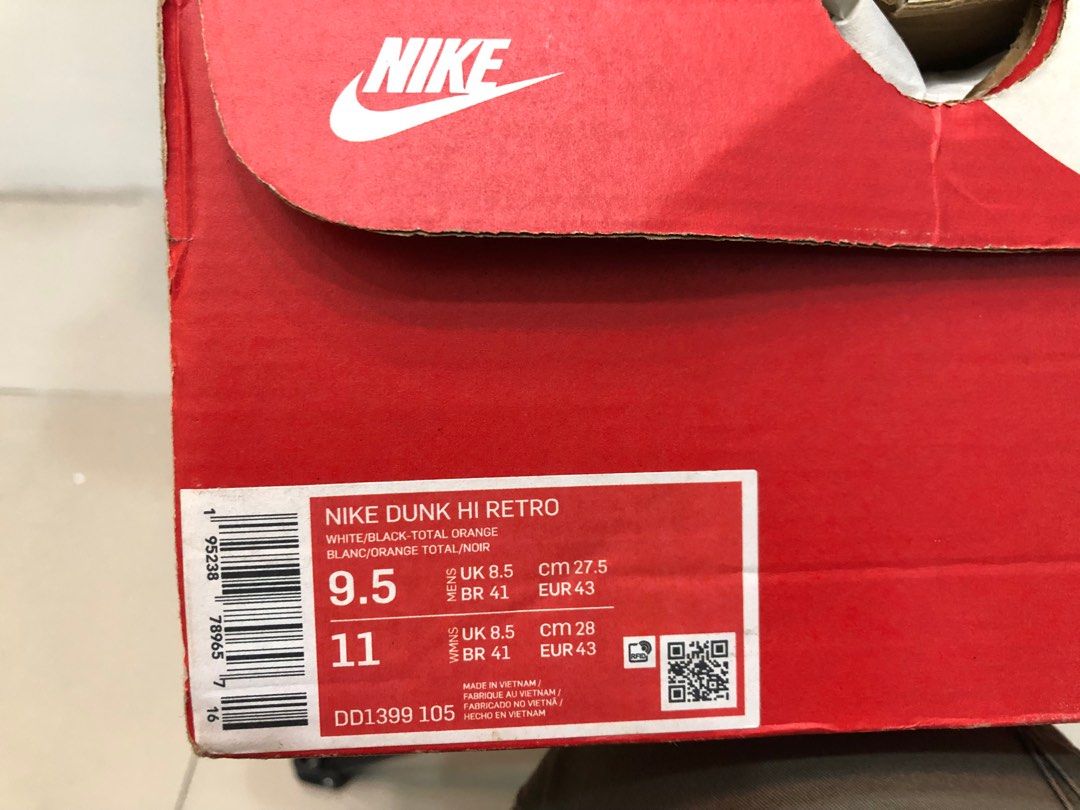 NIKE
NIKE DUNK HI RETRO
WHITE/BLACK-TOTAL ORANGE
BLANC/ORANGE TOTAL/NOIR
9.5 MENS UK 8.5 cm 27.5
BR 41 EUR 43
11 WMNS UK 8.5 cm 28
BR 41 EUR 43
RFID
MADE IN VIETNAM /
FABRIQUE AU VIETNAM /
FABRICADO NO VIETNÃ /
HECHO EN VIETNAM
DD1399 105
1 95238 78965 7 16